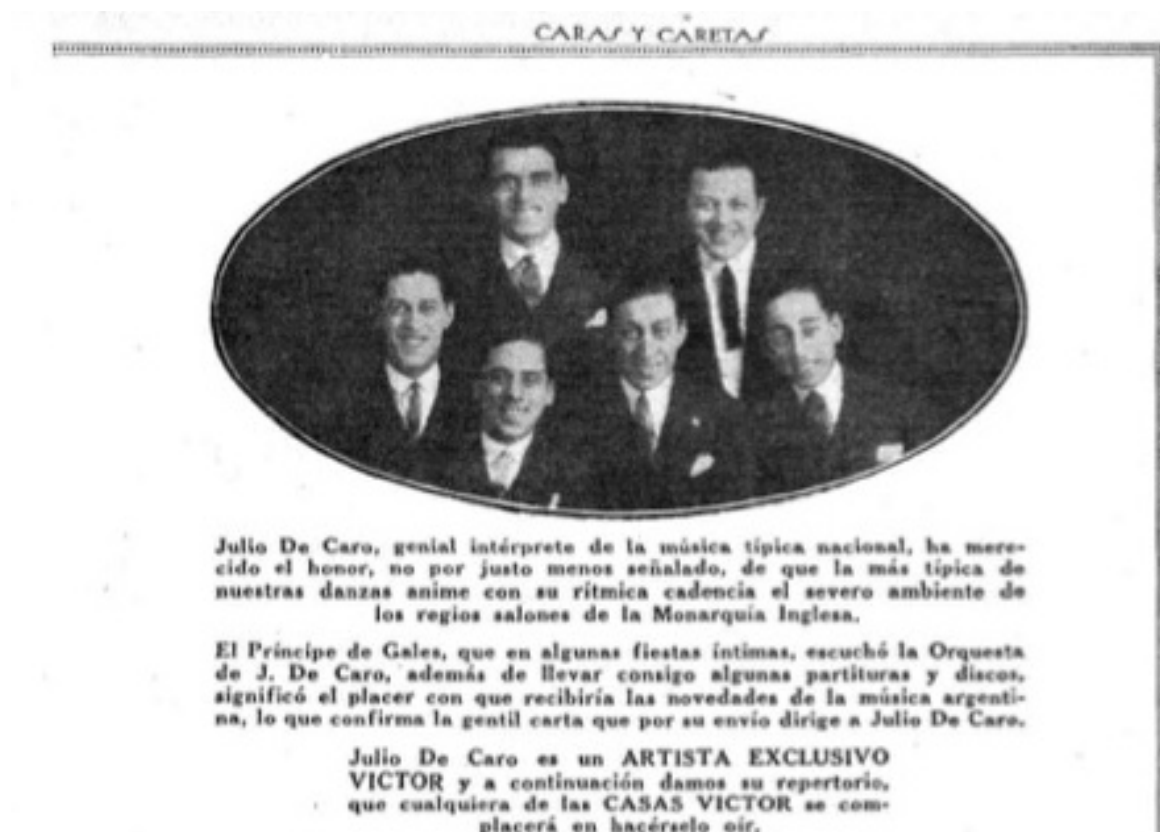 CARAS Y CARETAS
Julio De Caro, genial intérprete de la música típica nacional, ha mere-
cido el honor, no por justo menos señalado, de que la más típica de
nuestras danzas anime con su rítmica cadencia el severo ambiente de
los regios salones de la Monarquía Inglesa.
El Príncipe de Gales, que en algunas fiestas íntimas, escuchó la Orquesta
de J. De Caro, además de llevar consigo algunas partituras y discos,
significó el placer con que recibiría las novedades de la música argenti-
na, lo que confirma la gentil carta que por su envío dirige a Julio De Caro.
Julio De Caro es un ARTISTA EXCLUSIVO
VICTOR y a continuación damos su repertorio,
que cualquiera de las CASAS VICTOR se com-
placerá en hacérselo oir.